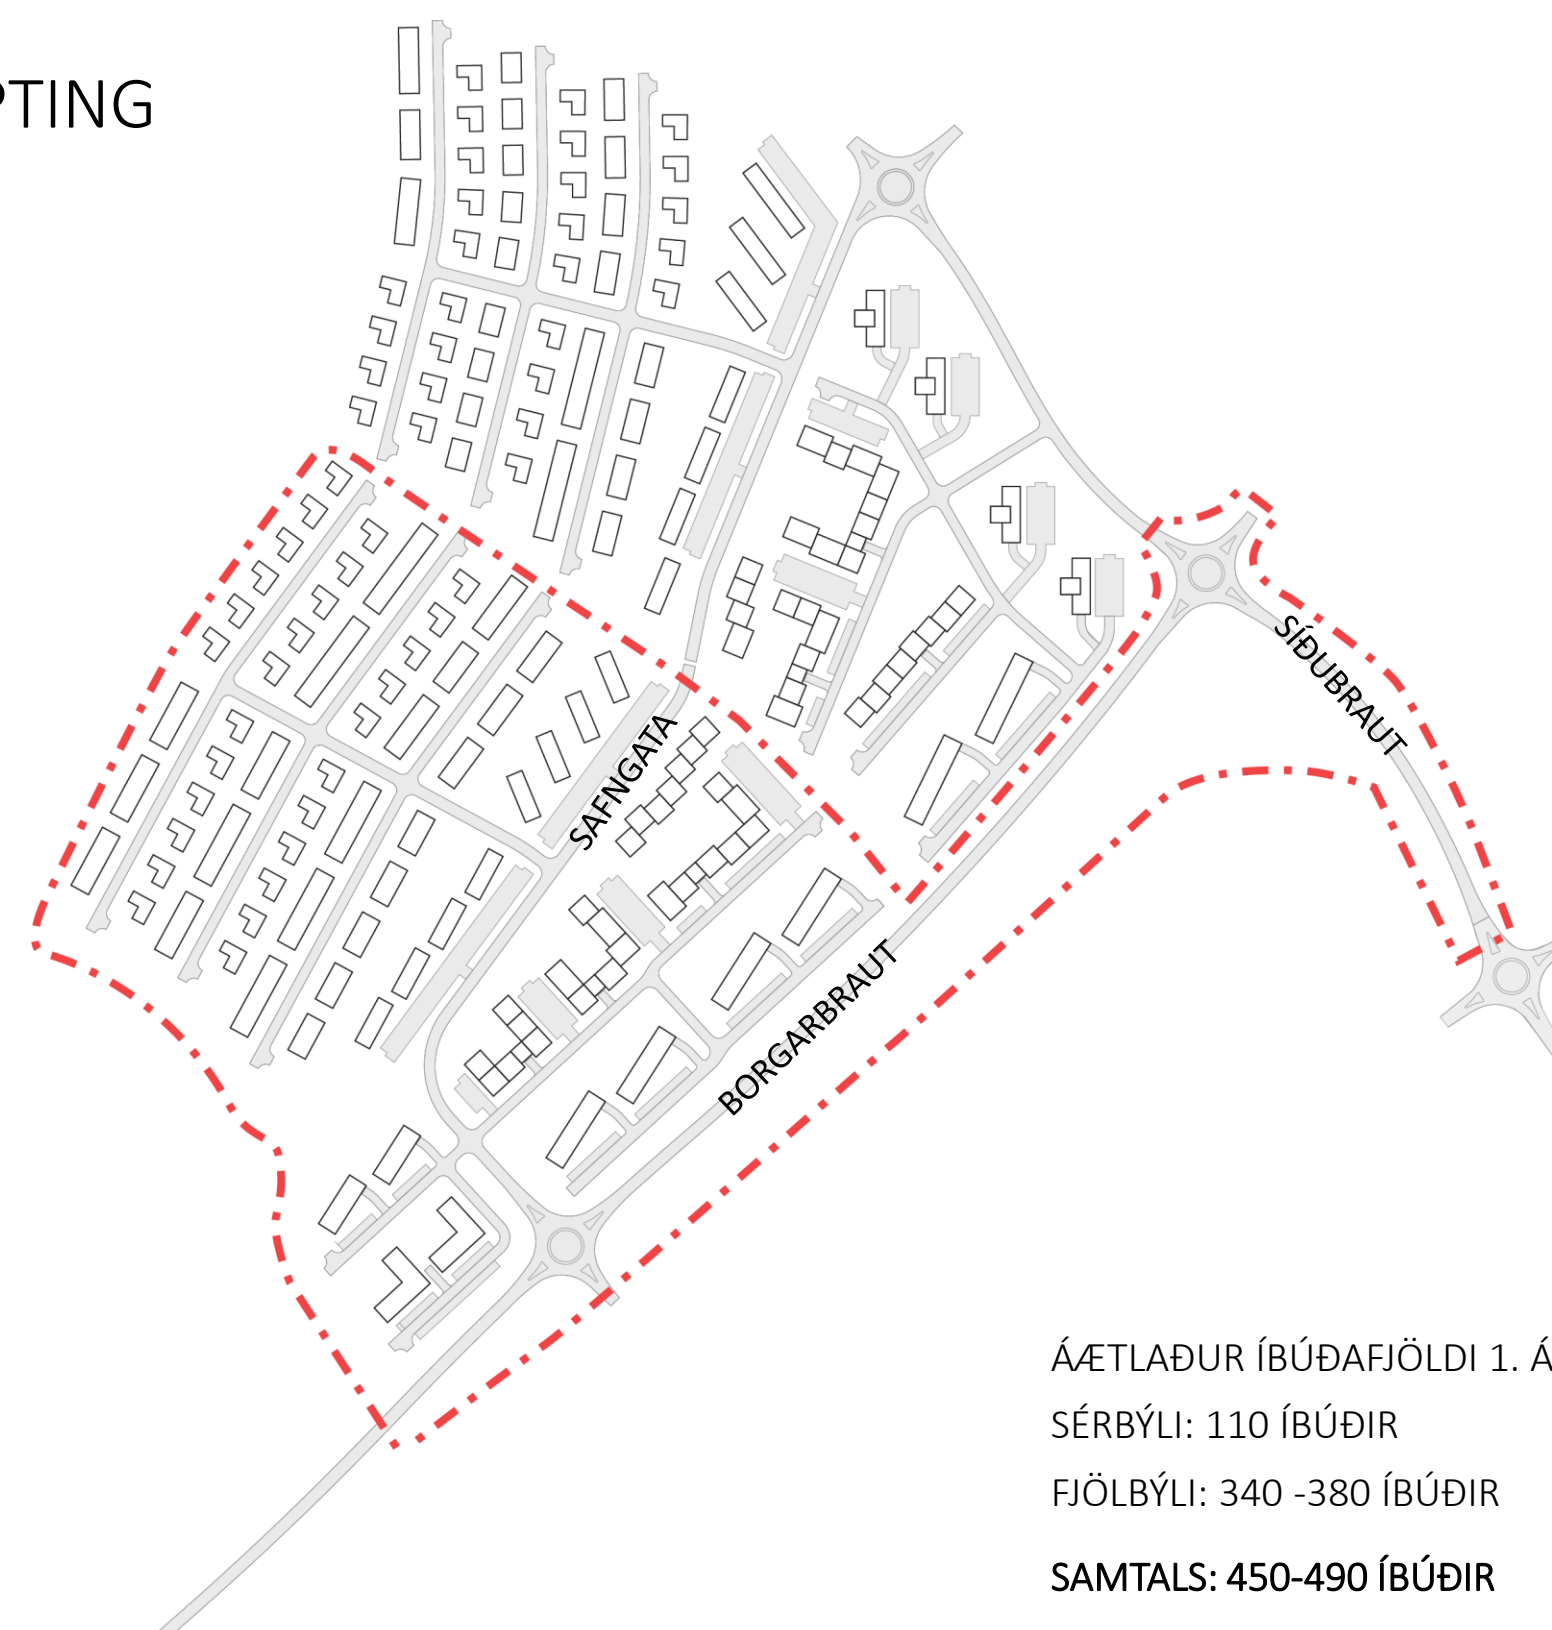 PTING
SÍÐUBRAUT
SAFNGATA
BORGARBRAUT
ÁÆTLAÐUR ÍBÚÐAFJÖLDI 1. Á
SÉRBÝLI: 110 ÍBÚÐIR
FJÖLBÝLI: 340 -380 ÍBÚÐIR
SAMTALS: 450-490 ÍBÚÐIR